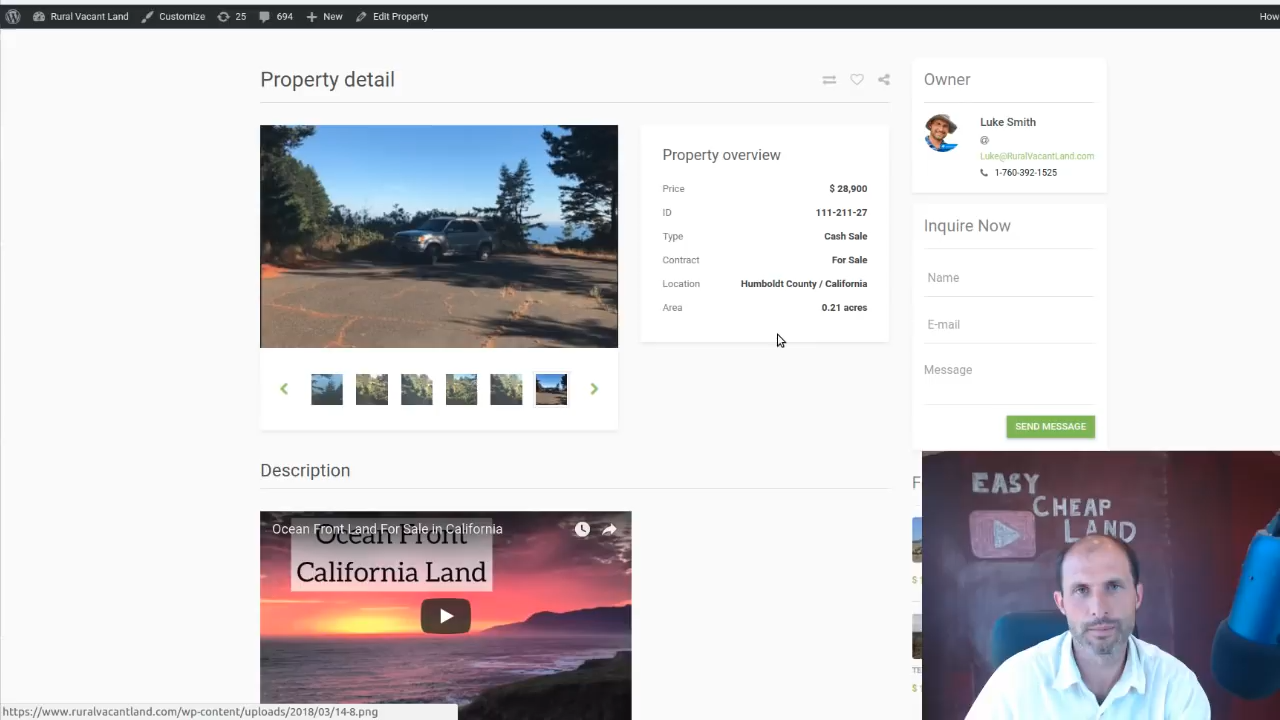 Rural Vacant Land Customize 25 694 New Edit Property How
Property detail
Property overview
Price $ 28,900
ID 111-211-27
Type Cash Sale
Contract For Sale
Location Humboldt County / California
Area 0.21 acres
Owner
Luke Smith
@
Luke@RuralVacantLand.com
1-760-392-1525
Inquire Now
Name
E-mail
Message
SEND MESSAGE
Description
Ocean Front Land For Sale in California
Ocean Front
California Land
F
$
$
EASY
CHEAP
LAND
https://www.ruralvacantland.com/wp-content/uploads/2018/03/14-8.png